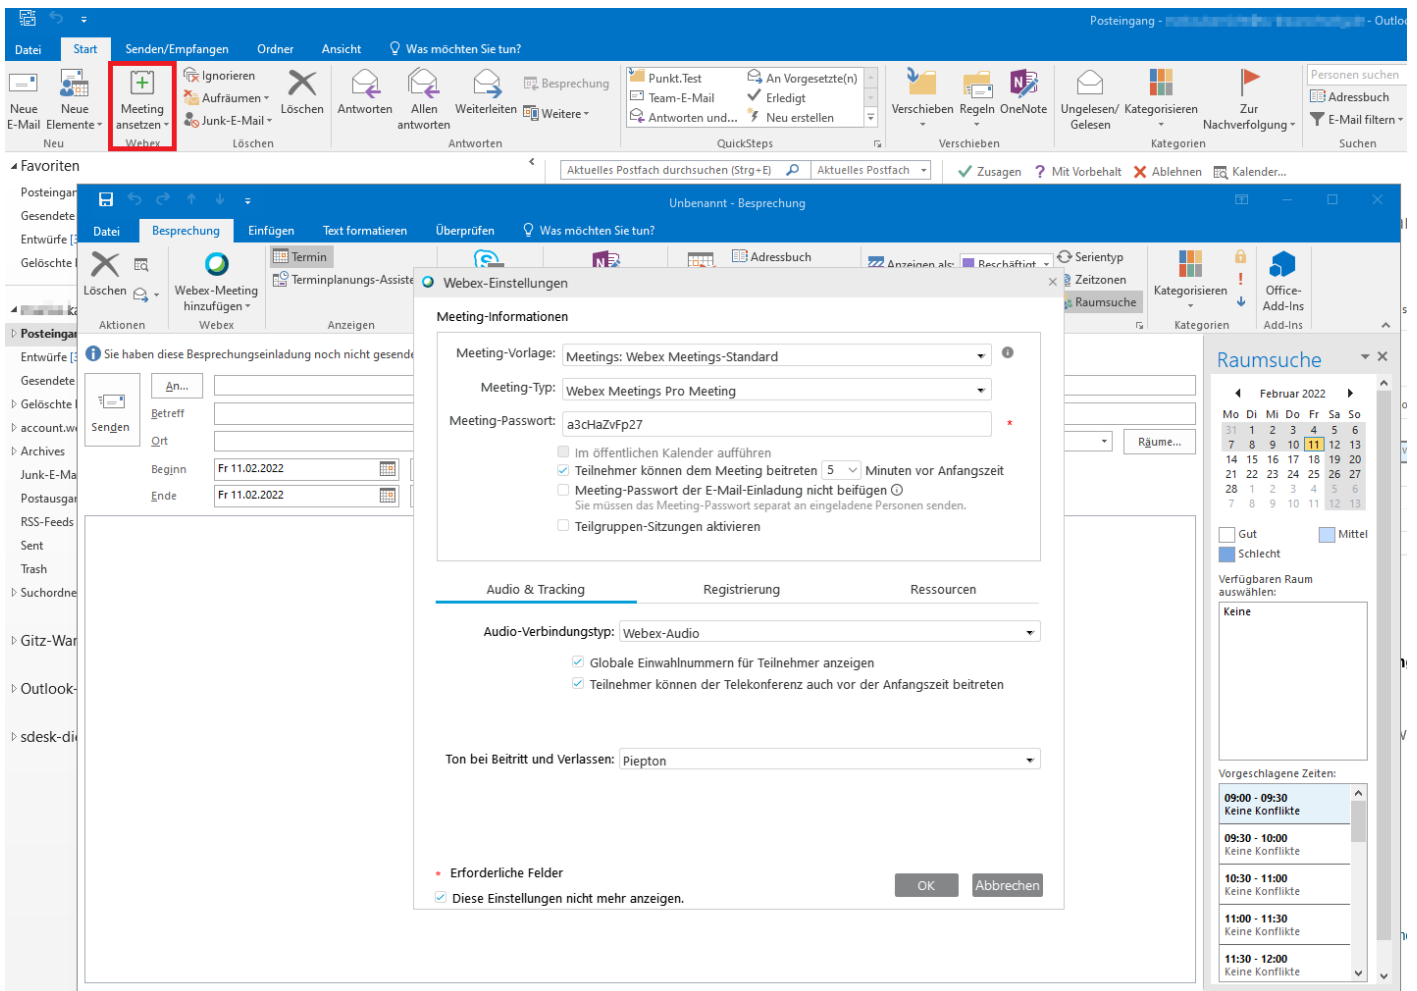 Posteingang - - Outlo
Datei Start Senden/Empfangen Ordner Ansicht Was möchten Sie tun?
Neue E-Mail
Neue Elemente
Meeting ansetzen
Ignorieren
Aufräumen
Junk-E-Mail
Löschen
Antworten
Allen antworten
Weiterleiten
Besprechung
Weitere
Punkt.Test
Team-E-Mail
Antworten und...
An Vorgesetzte(n)
Erledigt
Neu erstellen
Verschieben
Regeln
OneNote
Ungelesen/ Gelesen
Kategorisieren
Zur Nachverfolgung
Personen suchen
Adressbuch
E-Mail filtern
Neu Webex Löschen Antworten QuickSteps Verschieben Kategorien Suchen
Favoriten
Posteingan
Gesendete
Entwürfe [3
Gelöschte
Posteingan
Entwürfe [3
Gesendete
Gelöschte
account.we
Archives
Junk-E-Ma
Postausgan
RSS-Feeds
Sent
Trash
Suchordne
Gitz-War
Outlook-
sdesk-die
Aktuelles Postfach durchsuchen (Strg+E) Aktuelles Postfach
Zusagen Mit Vorbehalt Ablehnen Kalender...
Unbenannt - Besprechung
Datei Besprechung Einfügen Text formatieren Überprüfen Was möchten Sie tun?
Löschen
Webex-Meeting hinzufügen
Termin
Terminplanungs-Assiste
Adressbuch
Anzeigen als: Beschäftigt
Serientyp
Zeitzonen
Raumsuche
Kategorisieren
Office-Add-Ins
Aktionen Webex Anzeigen Kategorien Add-Ins
Sie haben diese Besprechungseinladung noch nicht gesende
Senden
An...
Betreff
Ort
Räume...
Beginn Fr 11.02.2022
Ende Fr 11.02.2022
Webex-Einstellungen
Meeting-Informationen
Meeting-Vorlage: Meetings: Webex Meetings-Standard
Meeting-Typ: Webex Meetings Pro Meeting
Meeting-Passwort: a3cHaZvFp27 *
Im öffentlichen Kalender aufführen
Teilnehmer können dem Meeting beitreten 5 Minuten vor Anfangszeit
Meeting-Passwort der E-Mail-Einladung nicht beifügen
Sie müssen das Meeting-Passwort separat an eingeladene Personen senden.
Teilgruppen-Sitzungen aktivieren
Audio & Tracking Registrierung Ressourcen
Audio-Verbindungstyp: Webex-Audio
Globale Einwahlnummern für Teilnehmer anzeigen
Teilnehmer können der Telekonferenz auch vor der Anfangszeit beitreten
Ton bei Beitritt und Verlassen: Piepton
* Erforderliche Felder
Diese Einstellungen nicht mehr anzeigen.
OK Abbrechen
Raumsuche
Februar 2022
Mo Di Mi Do Fr Sa So
31 1 2 3 4 5 6
7 8 9 10 11 12 13
14 15 16 17 18 19 20
21 22 23 24 25 26 27
28 1 2 3 4 5 6
7 8 9 10 11 12 13
Gut Mittel
Schlecht
Verfügbaren Raum
auswählen:
Keine
Vorgeschlagene Zeiten:
09:00 - 09:30
Keine Konflikte
09:30 - 10:00
Keine Konflikte
10:30 - 11:00
Keine Konflikte
11:00 - 11:30
Keine Konflikte
11:30 - 12:00
Keine Konflikte